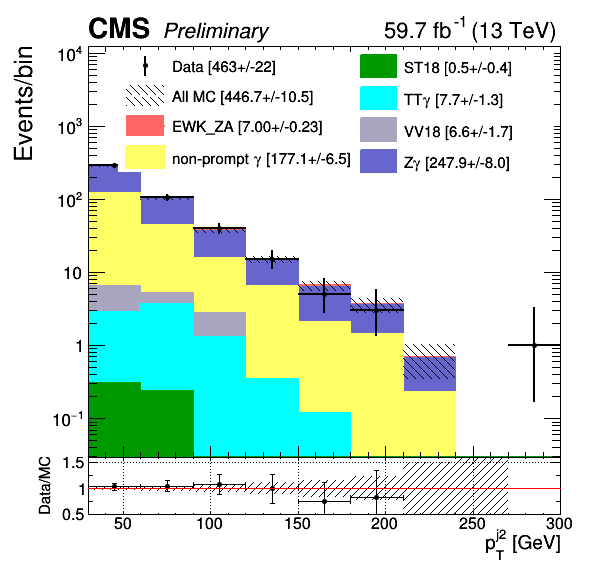 CMS Preliminary 59.7 fb⁻¹ (13 TeV)
Events/bin
Data [463+/-22]
All MC [446.7+/-10.5]
EWK_ZA [7.00+/-0.23]
non-prompt γ [177.1+/-6.5]
ST18 [0.5+/-0.4]
TTγ [7.7+/-1.3]
VV18 [6.6+/-1.7]
Zγ [247.9+/-8.0]
10⁴
10³
10²
10
1
10⁻¹
Data/MC
1.5
1
0.5
50 100 150 200 250 300
p_T^j2 [GeV]